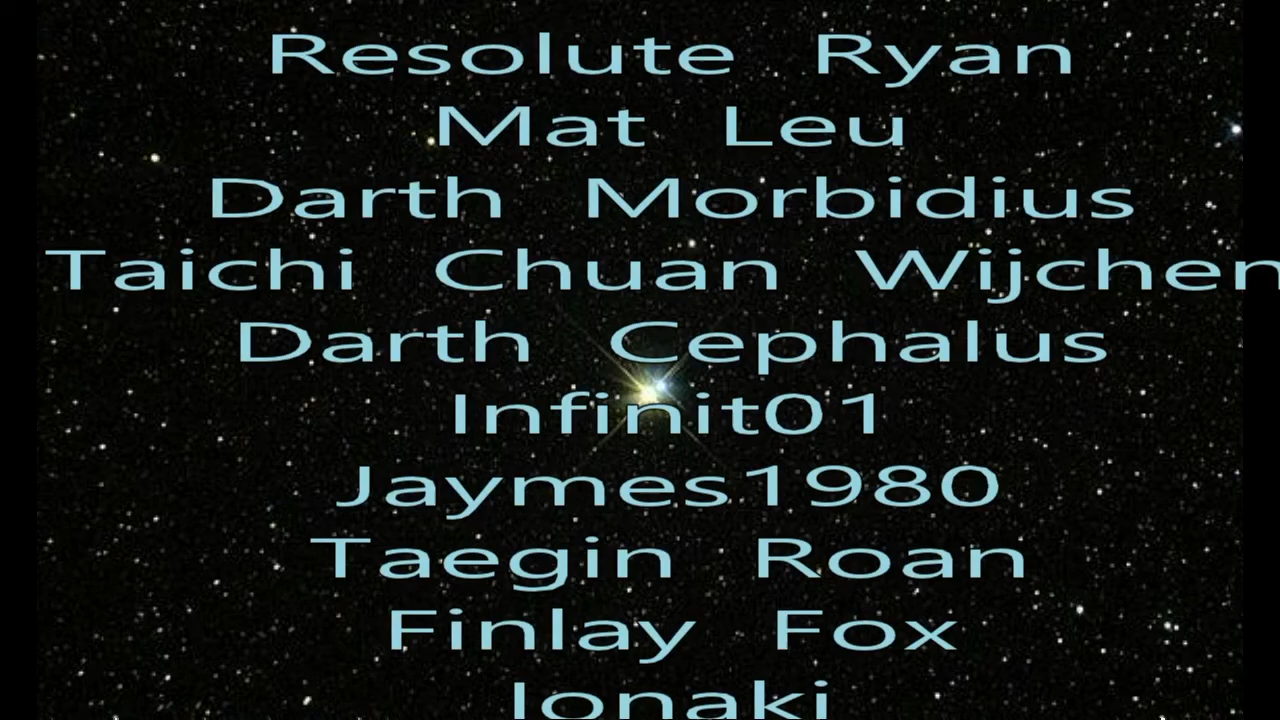 Resolute Ryan
Mat Leu
Darth Morbidius
Taichi Chuan Wijchen
Darth Cephalus
Infinit01
Jaymes1980
Taegin Roan
Finlay Fox
Ionaki